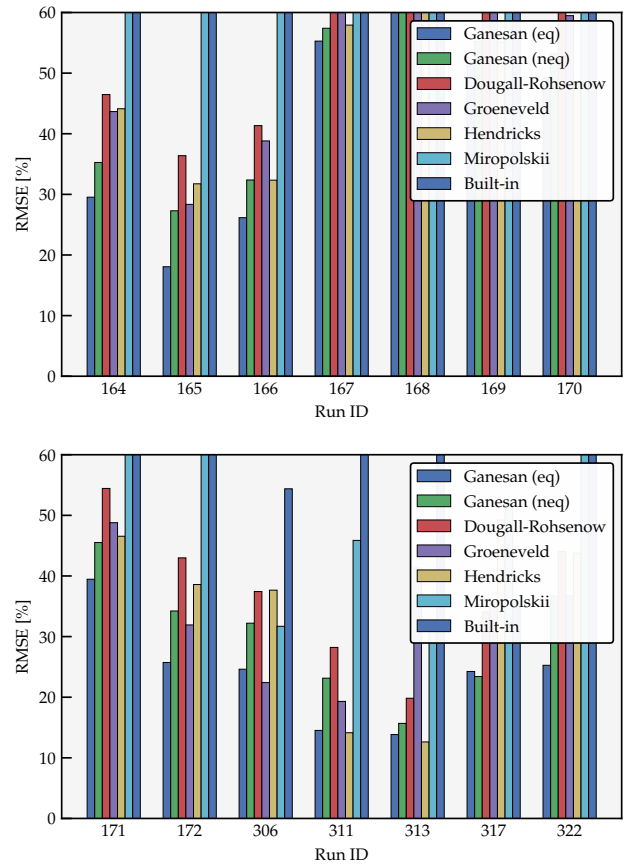 60
50
40
30
20
10
0
RMSE [%]
Ganesan (eq)
Ganesan (neq)
Dougall-Rohsenow
Groeneveld
Hendricks
Miropolskii
Built-in
164 165 166 167 168 169 170
Run ID
60
50
40
30
20
10
0
RMSE [%]
Ganesan (eq)
Ganesan (neq)
Dougall-Rohsenow
Groeneveld
Hendricks
Miropolskii
Built-in
171 172 306 311 313 317 322
Run ID